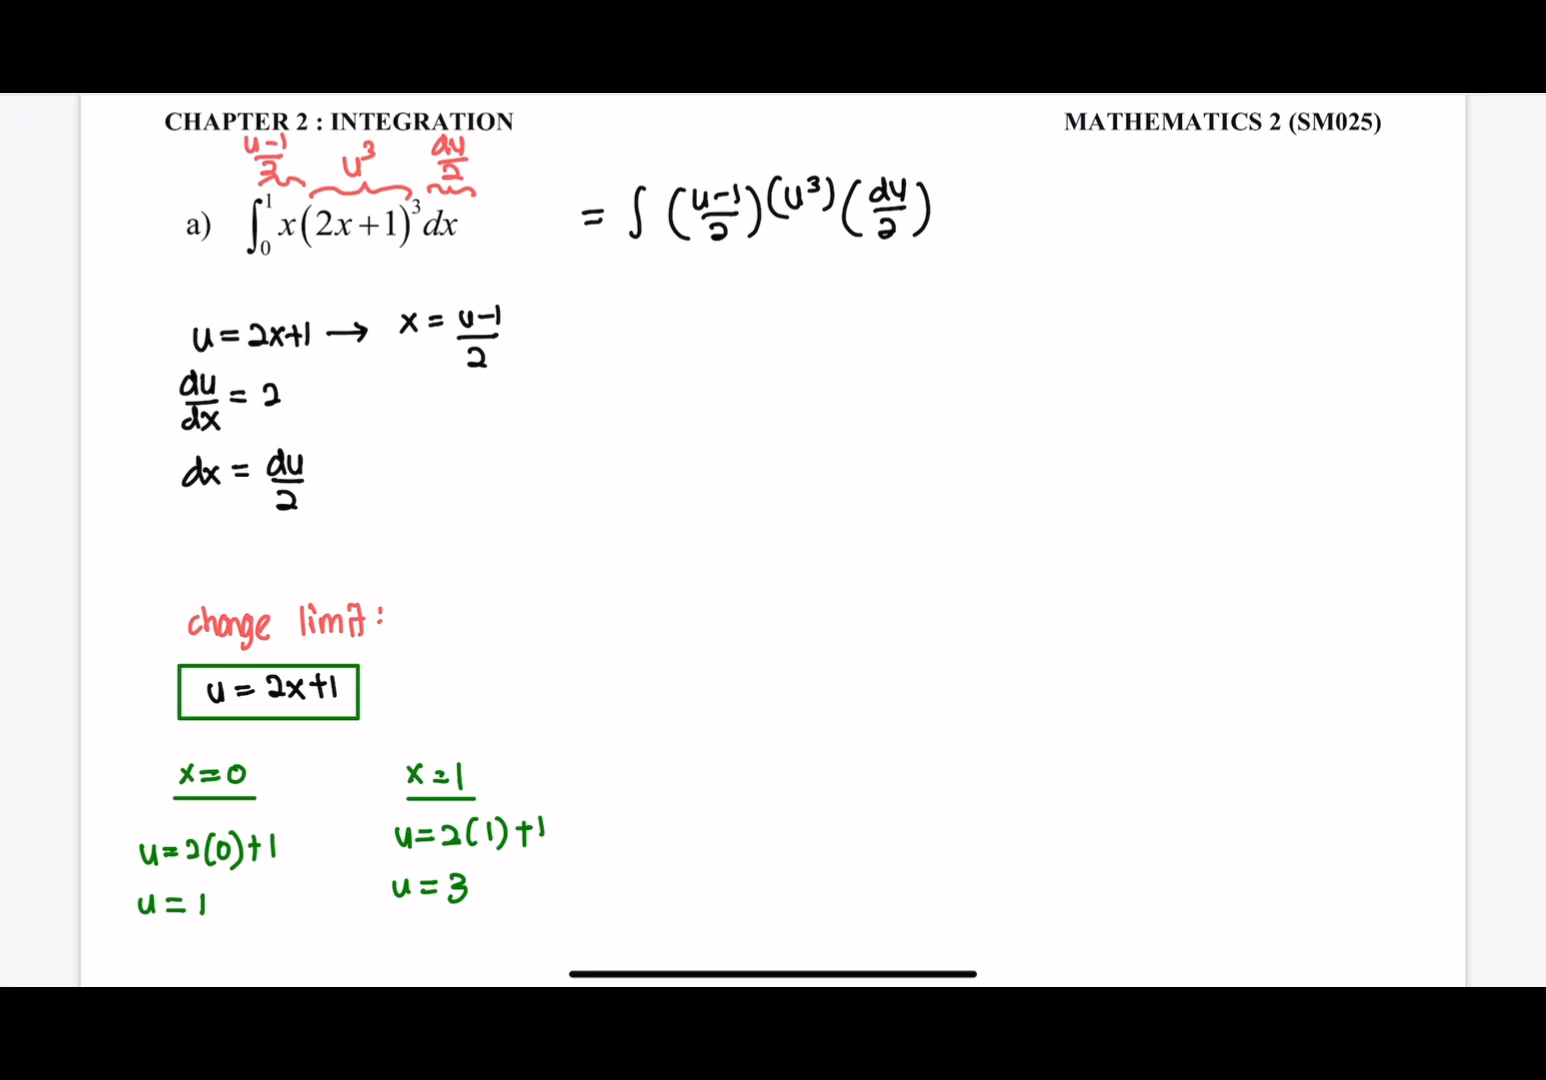 CHAPTER 2 : INTEGRATION
MATHEMATICS 2 (SM025)
(u-1)/2 u³ du/2
a) ∫₀¹ x(2x+1)³ dx = ∫ ((u-1)/2) (u³) (du/2)
u = 2x+1 → x = (u-1)/2
du/dx = 2
dx = du/2
change limit:
u = 2x+1
x=0
u=2(0)+1
u = 1
x=1
u=2(1)+1
u = 3